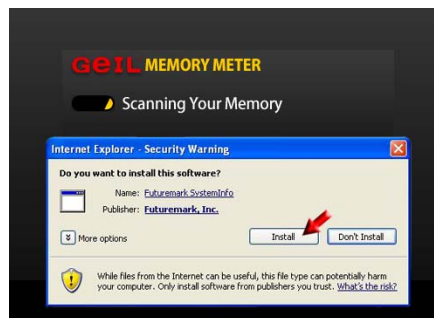 GeIL MEMORY METER
Scanning Your Memory
Internet Explorer - Security Warning
Do you want to install this software?
Name: Futuremark SystemInfo
Publisher: Futuremark, Inc.
More options
Install
Don't Install
While files from the Internet can be useful, this file type can potentially harm
your computer. Only install software from publishers you trust. What's the risk?